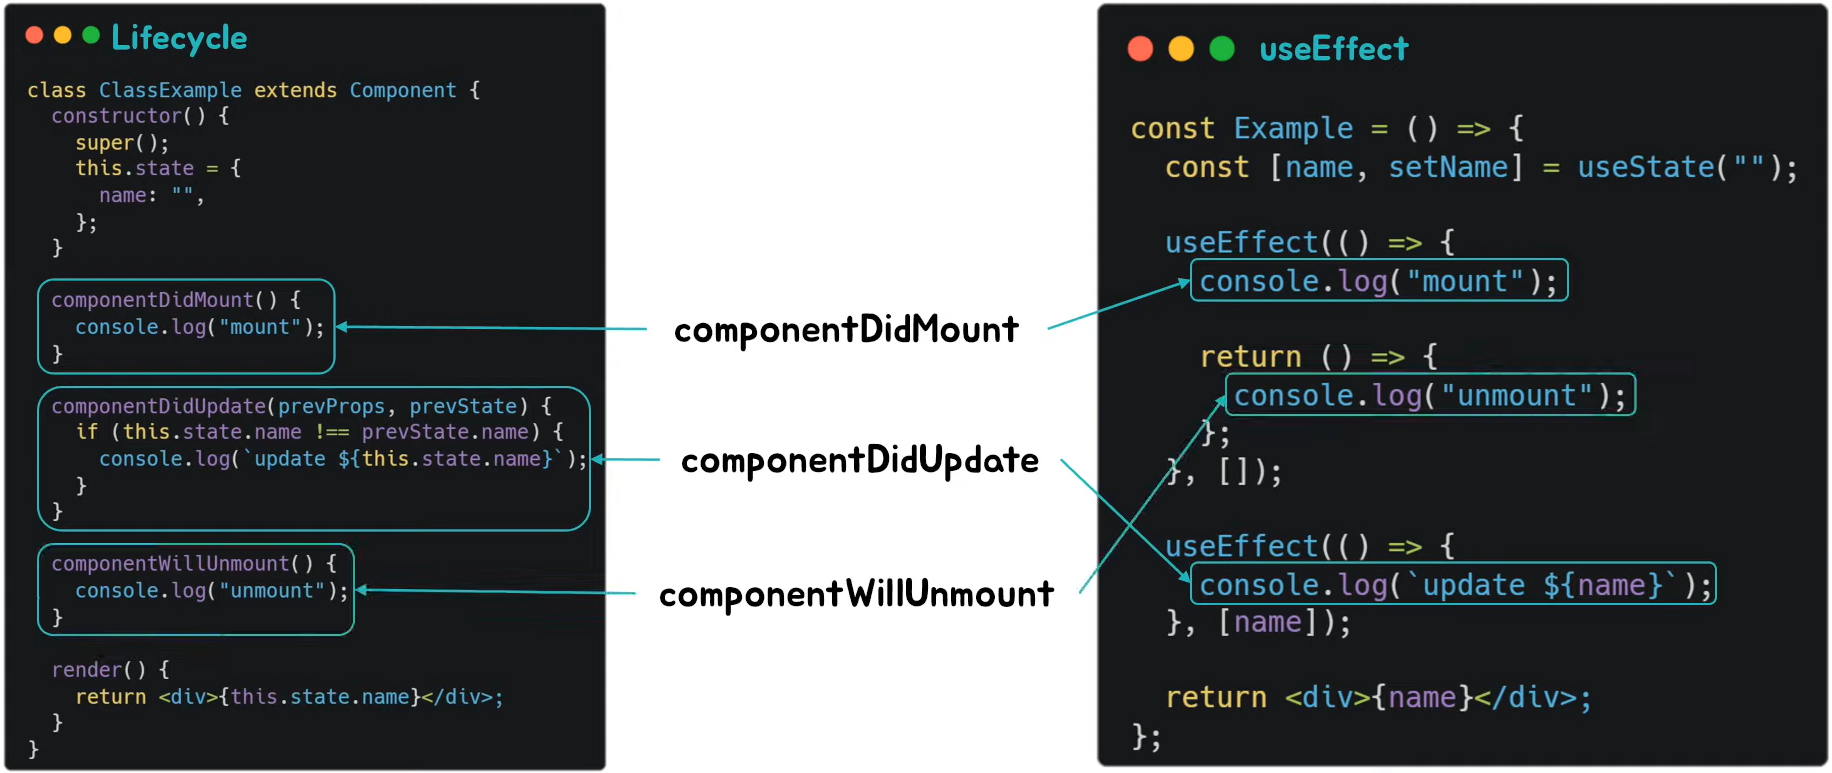 Lifecycle
class ClassExample extends Component {
  constructor() {
    super();
    this.state = {
      name: "",
    };
  }
  componentDidMount() {
    console.log("mount");
  }
  componentDidUpdate(prevProps, prevState) {
    if (this.state.name !== prevState.name) {
      console.log(`update ${this.state.name}`);
    }
  }
  componentWillUnmount() {
    console.log("unmount");
  }
  render() {
    return <div>{this.state.name}</div>;
  }
}
componentDidMount
componentDidUpdate
componentWillUnmount
useEffect
const Example = () => {
  const [name, setName] = useState("");
  useEffect(() => {
    console.log("mount");
    return () => {
      console.log("unmount");
    };
  }, []);
  useEffect(() => {
    console.log(`update ${name}`);
  }, [name]);
  return <div>{name}</div>;
};